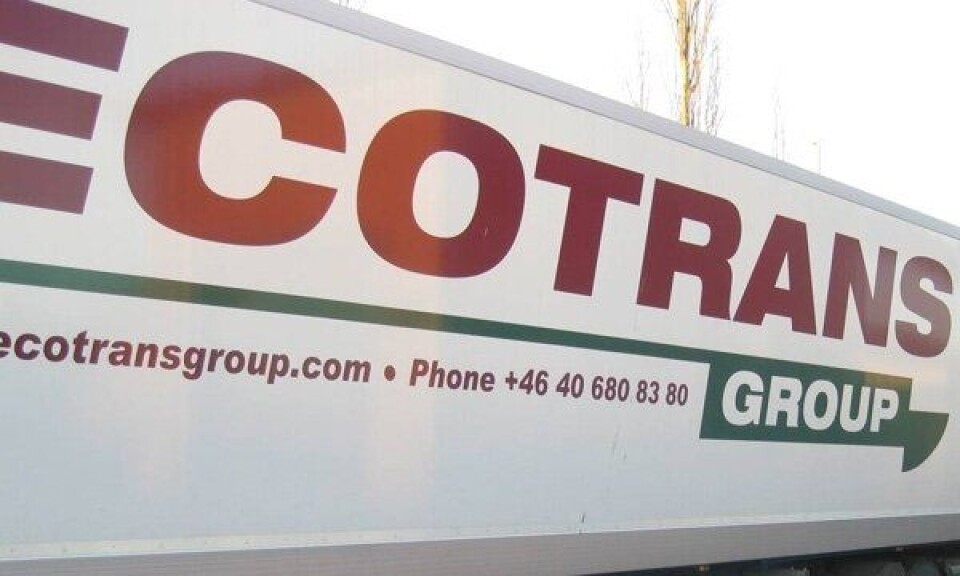 ECOTRANS
ecotransgroup.com • Phone +46 40 680 83 80
GROUP